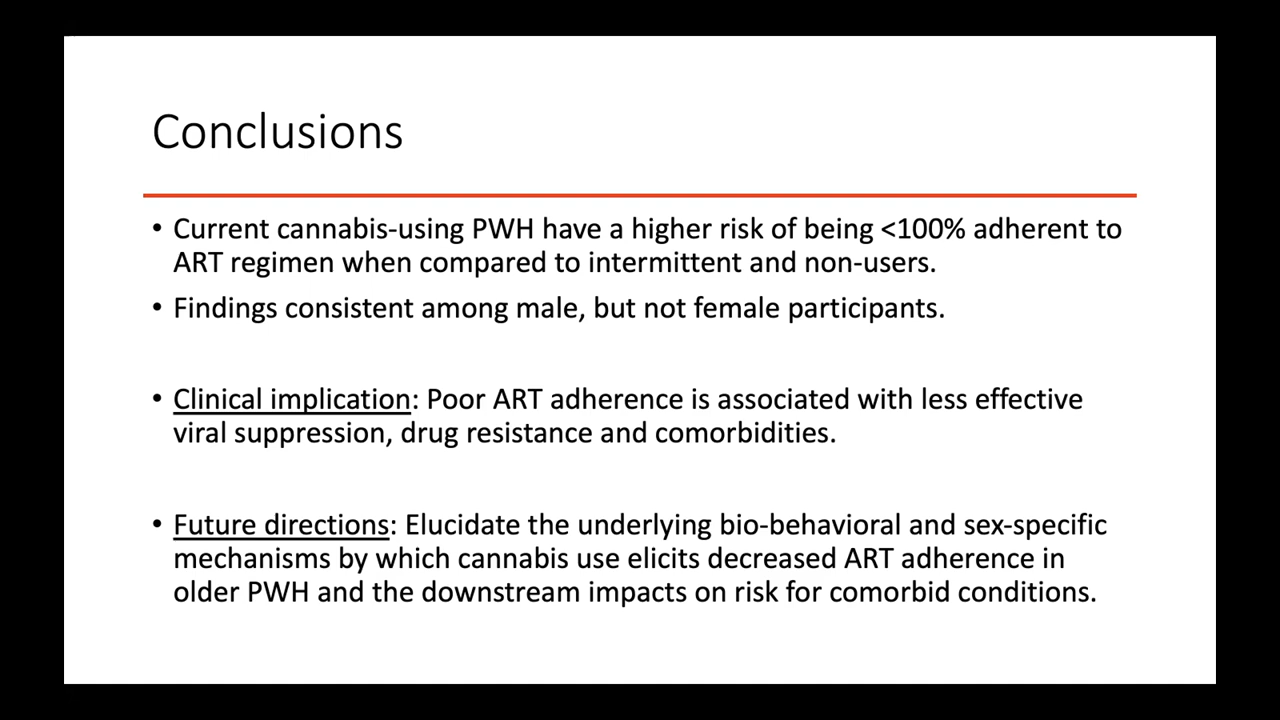 Conclusions
• Current cannabis-using PWH have a higher risk of being <100% adherent to
ART regimen when compared to intermittent and non-users.
• Findings consistent among male, but not female participants.
• Clinical implication: Poor ART adherence is associated with less effective
viral suppression, drug resistance and comorbidities.
• Future directions: Elucidate the underlying bio-behavioral and sex-specific
mechanisms by which cannabis use elicits decreased ART adherence in
older PWH and the downstream impacts on risk for comorbid conditions.